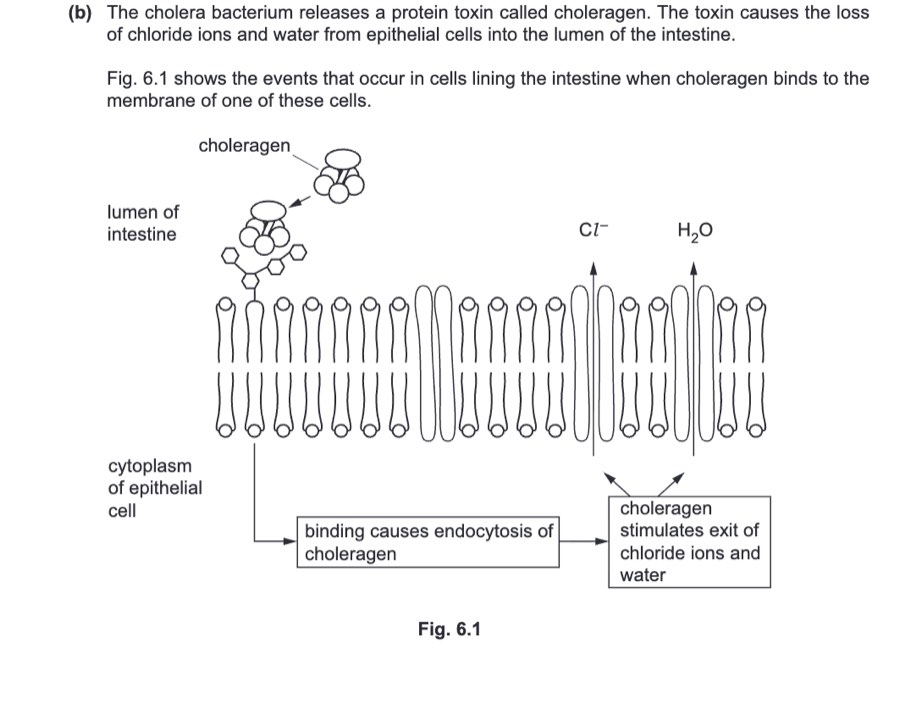 (b) The cholera bacterium releases a protein toxin called choleragen. The toxin causes the loss
of chloride ions and water from epithelial cells into the lumen of the intestine.
Fig. 6.1 shows the events that occur in cells lining the intestine when choleragen binds to the
membrane of one of these cells.
choleragen
lumen of
intestine
Cl⁻
H₂O
cytoplasm
of epithelial
cell
binding causes endocytosis of
choleragen
choleragen
stimulates exit of
chloride ions and
water
Fig. 6.1